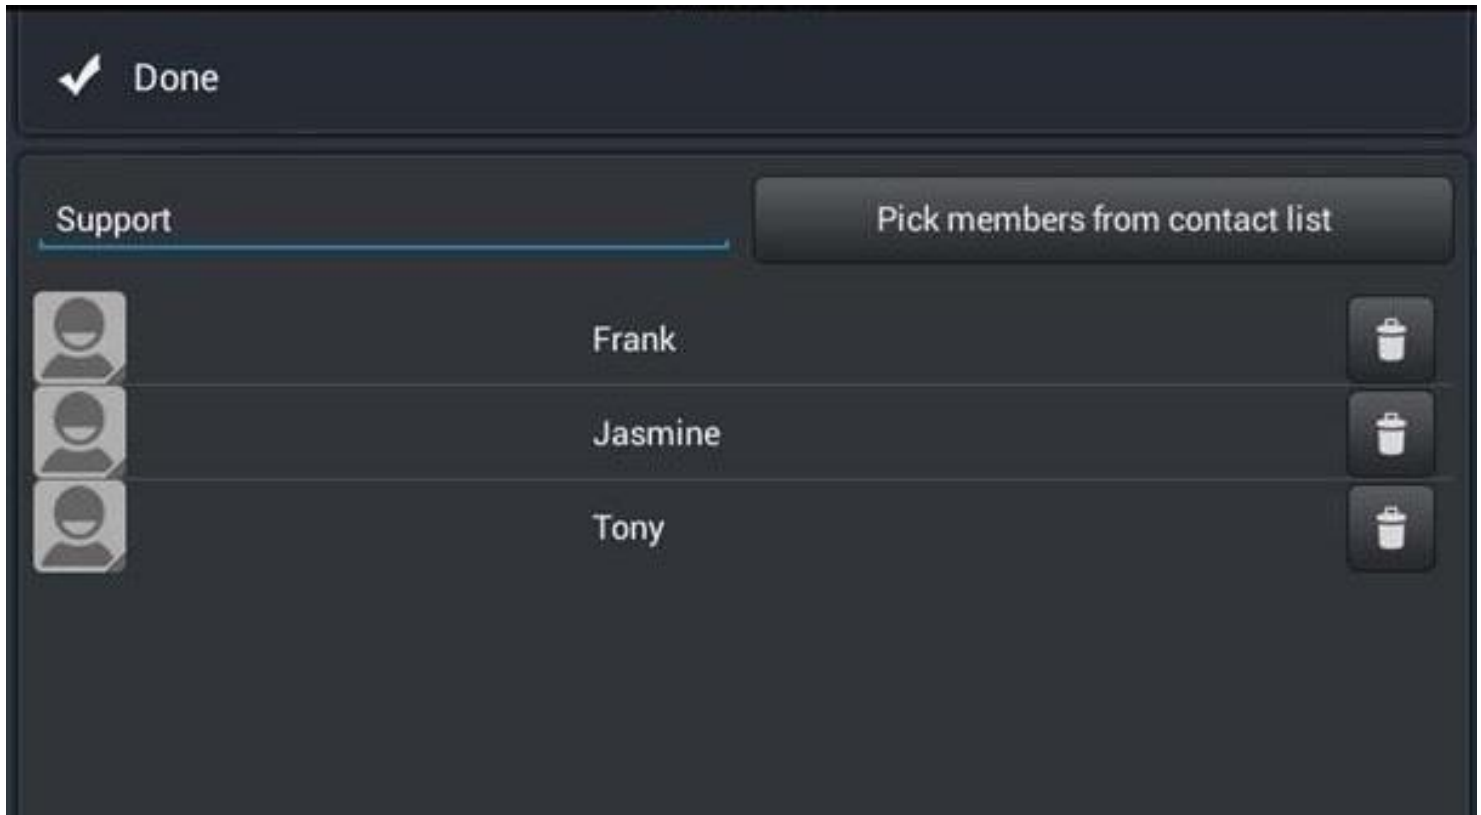 Done
Support
Pick members from contact list
Frank
Jasmine
Tony